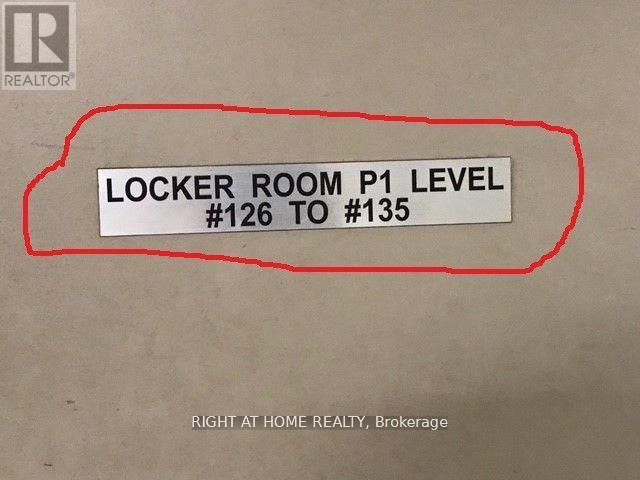 REALTOR®
LOCKER ROOM P1 LEVEL
#126 TO #135
RIGHT AT HOME REALTY, Brokerage